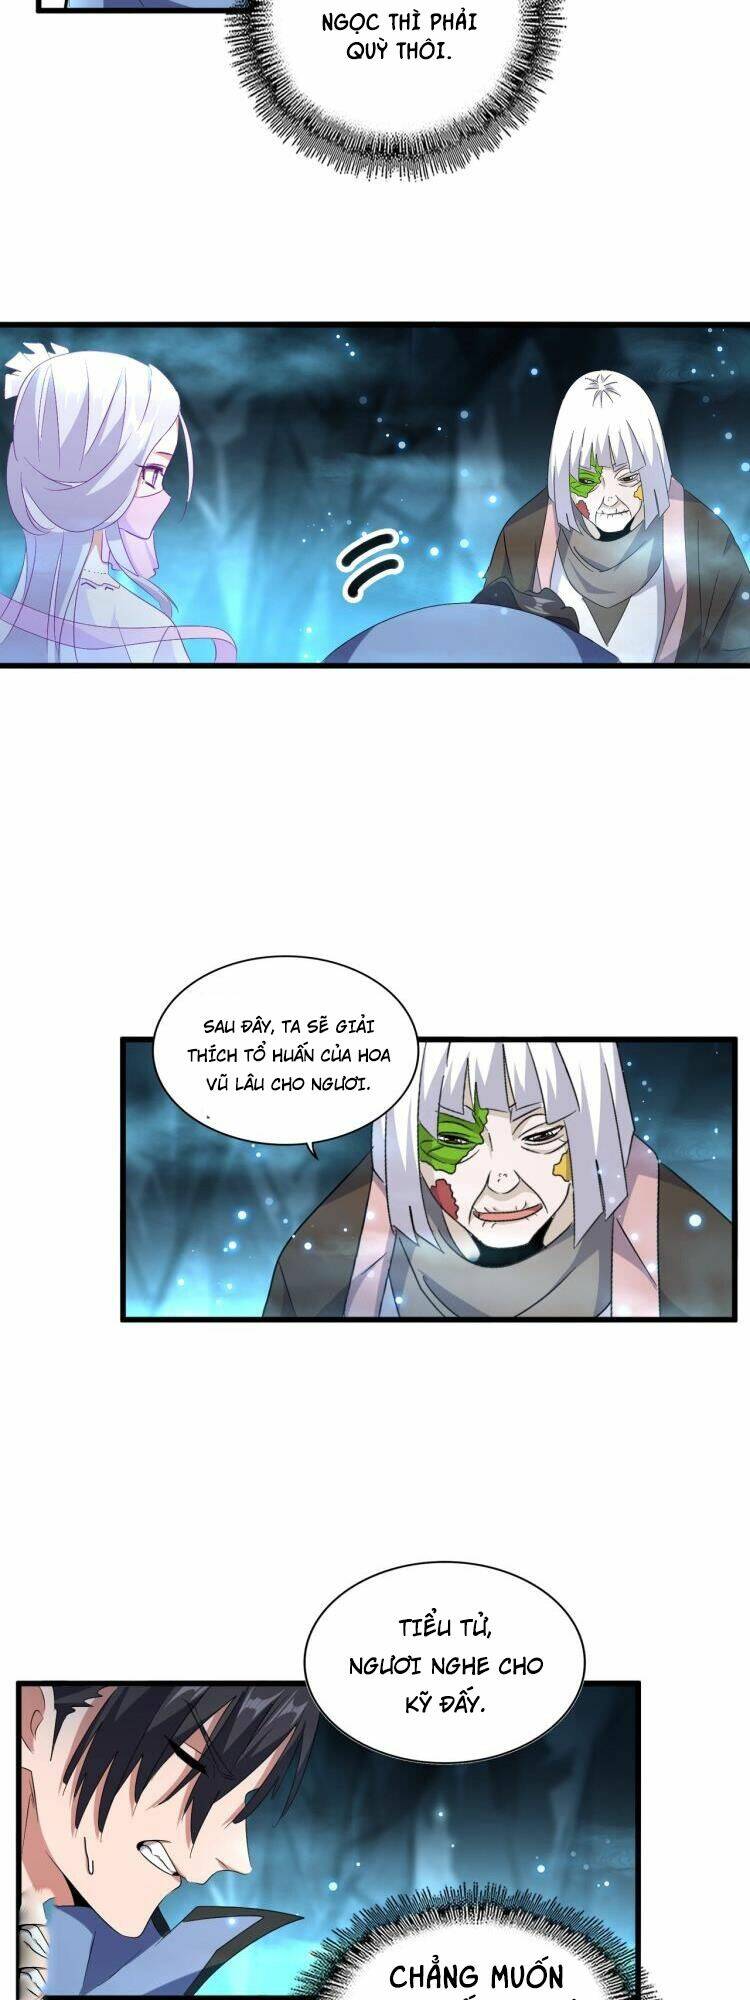 NGỌC THÌ PHẢI
QUỲ THÔI.
SAU ĐÂY, TA SẼ GIẢI
THÍCH TỔ HUẤN CỦA HOA
VŨ LÂU CHO NGƯƠI.
TIỂU TỬ,
NGƯƠI NGHE CHO
KỸ ĐẤY.
CHẲNG MUỐN